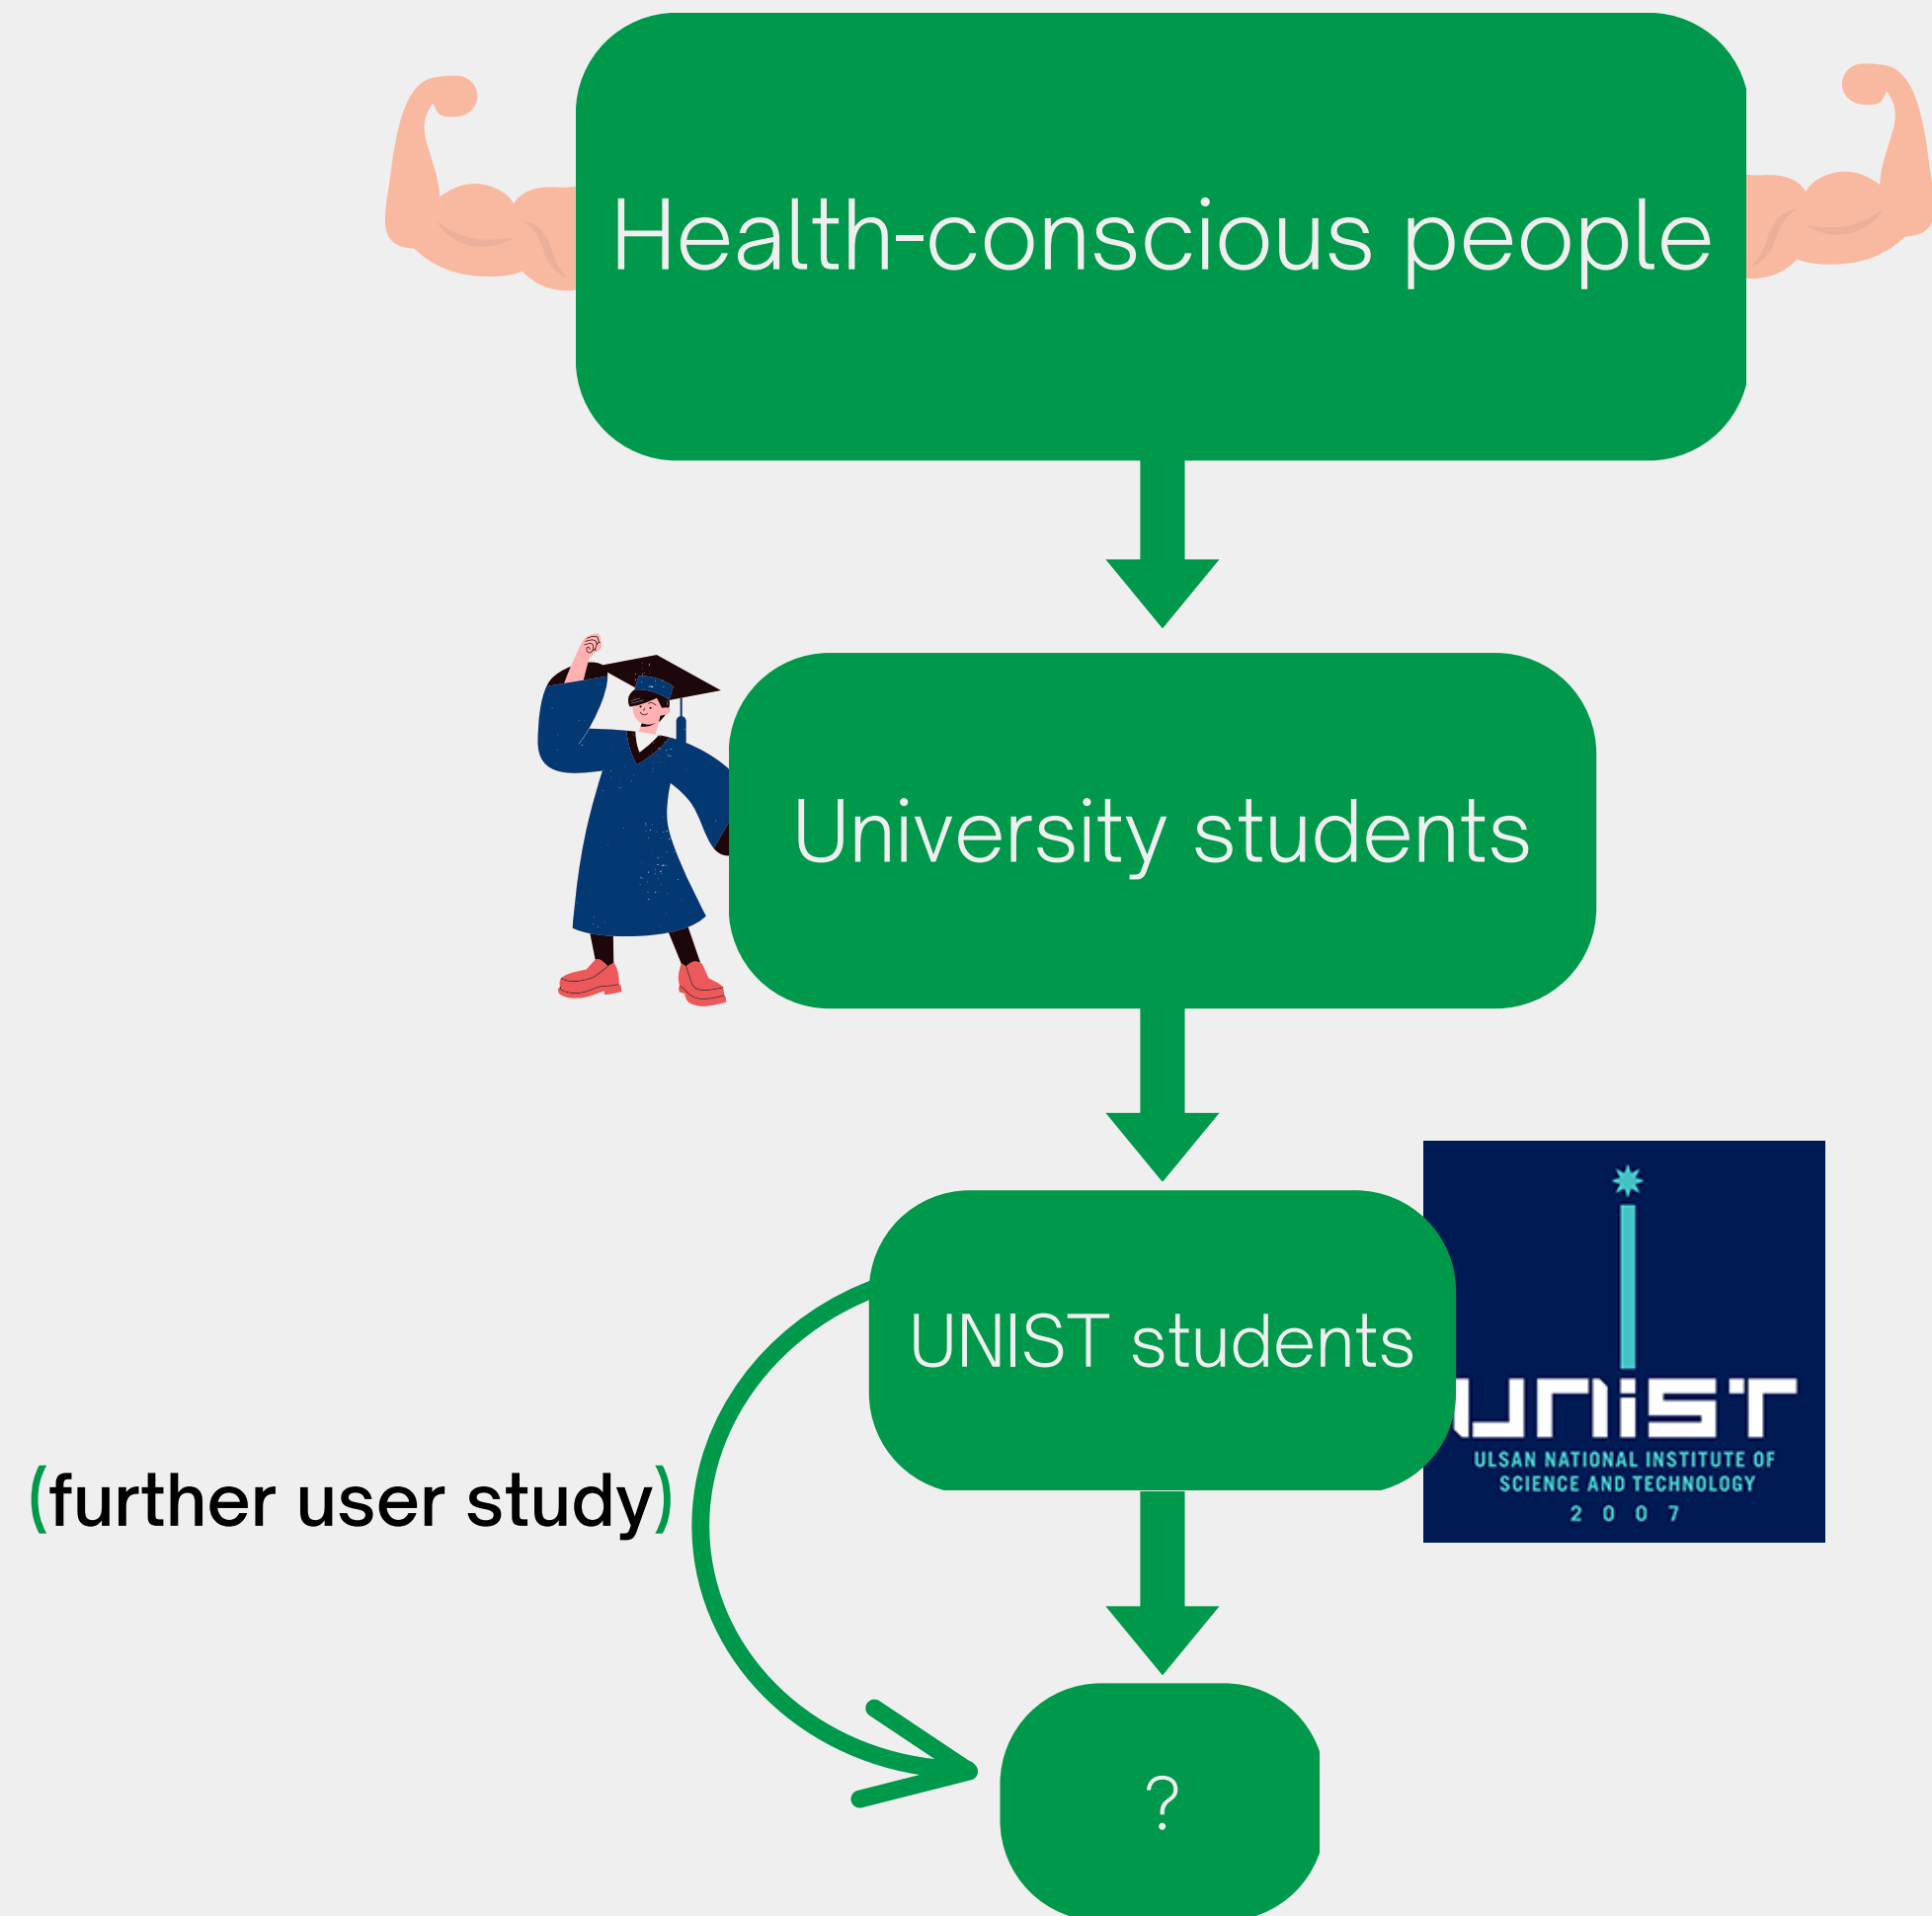 Health-conscious people
University students
UNIST students
UNiST
ULSAN NATIONAL INSTITUTE OF
SCIENCE AND TECHNOLOGY
2 0 0 7
(further user study)
?